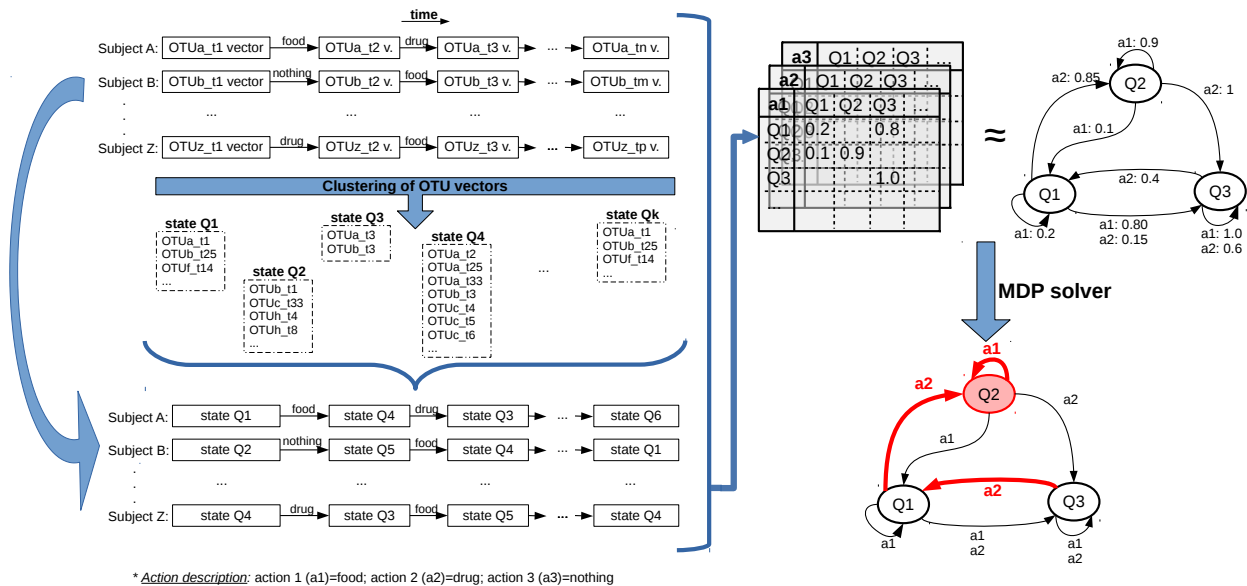 time
Subject A: OTUa_t1 vector food OTUa_t2 v. drug OTUa_t3 v. ... OTUa_tn v.
Subject B: OTUb_t1 vector nothing OTUb_t2 v. food OTUb_t3 v. ... OTUb_tm v.
... ... ... ...
Subject Z: OTUz_t1 vector drug OTUz_t2 v. food OTUz_t3 v. ... OTUz_tp v.
Clustering of OTU vectors
state Q1
OTUa_t1
OTUb_t25
OTUf_t14
...
state Q2
OTUb_t1
OTUc_t33
OTUh_t4
OTUh_t8
...
state Q3
OTUa_t3
OTUb_t3
state Q4
OTUa_t2
OTUa_t25
OTUa_t33
OTUb_t3
OTUc_t4
OTUc_t5
OTUc_t6
...
...
state Qk
OTUa_t1
OTUb_t25
OTUf_t14
...
Subject A: state Q1 food state Q4 drug state Q3 ... state Q6
Subject B: state Q2 nothing state Q5 food state Q4 ... state Q1
... ... ... ...
Subject Z: state Q4 drug state Q3 food state Q5 ... state Q4
* Action description: action 1 (a1)=food; action 2 (a2)=drug; action 3 (a3)=nothing
a3 Q1 Q2 Q3 ...
a2 Q1 Q2 Q3 ...
a1 Q1 Q2 Q3 ...
Q1 0.2 0.8
Q2 0.1 0.9
Q3 1.0
...
≈
a1: 0.9
Q2
a2: 0.85
a2: 1
a1: 0.1
a2: 0.4
Q1
Q3
a1: 0.2
a1: 0.80
a2: 0.15
a1: 1.0
a2: 0.6
MDP solver
a1
Q2
a2
a2
a1
a2
Q1
Q3
a1
a1
a2
a1
a2